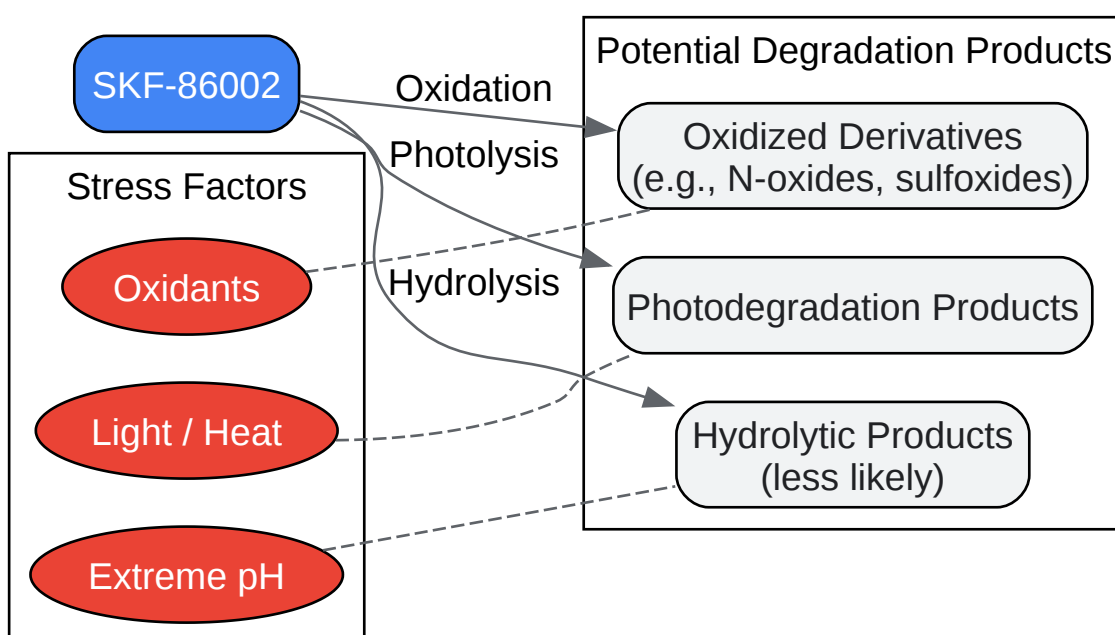 SKF-86002
Potential Degradation Products
Oxidation
Oxidized Derivatives
(e.g., N-oxides, sulfoxides)
Photolysis
Stress Factors
Oxidants
Hydrolysis
Photodegradation Products
Light / Heat
Hydrolytic Products
(less likely)
Extreme pH